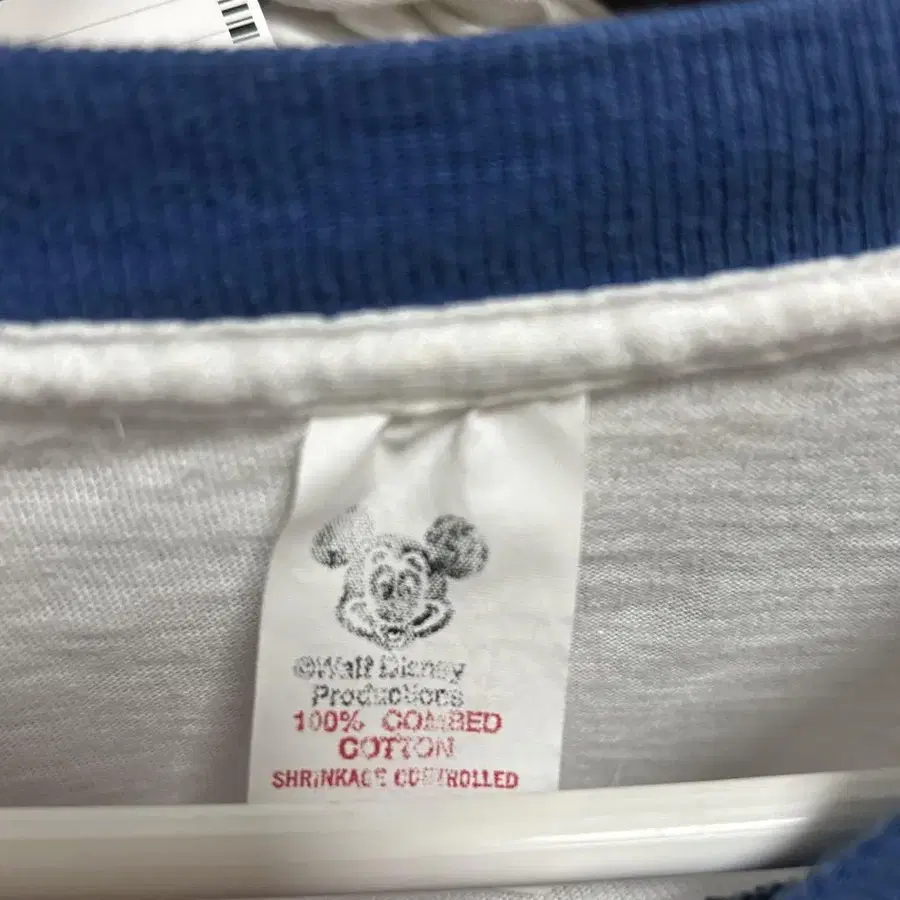 ©Walt Disney
Productions
100% COMBED
COTTON
SHRINKAGE CONTROLLED